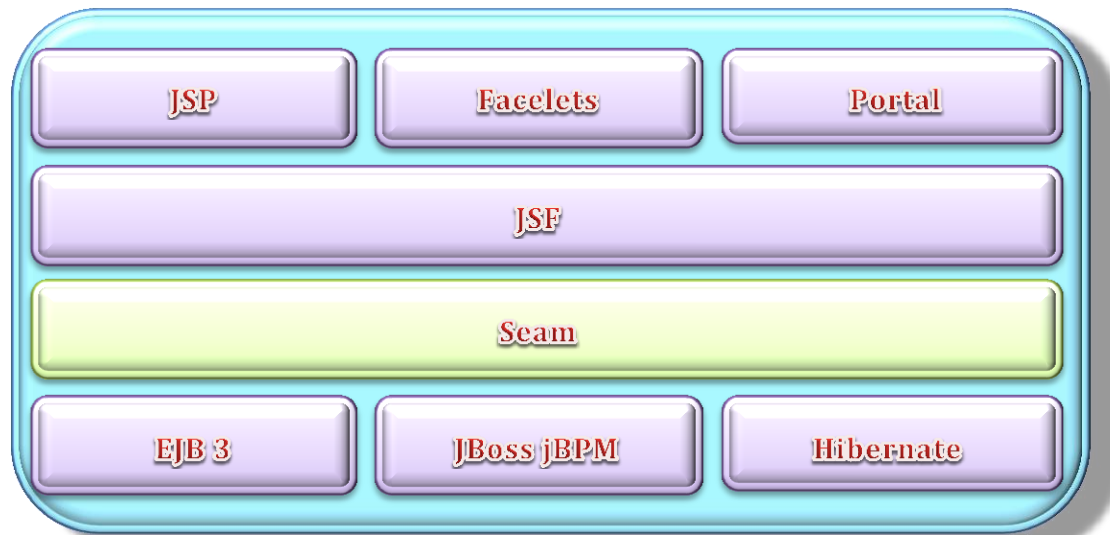 JSP
Facelets
Portal
JSF
Seam
EJB 3
JBoss jBPM
Hibernate